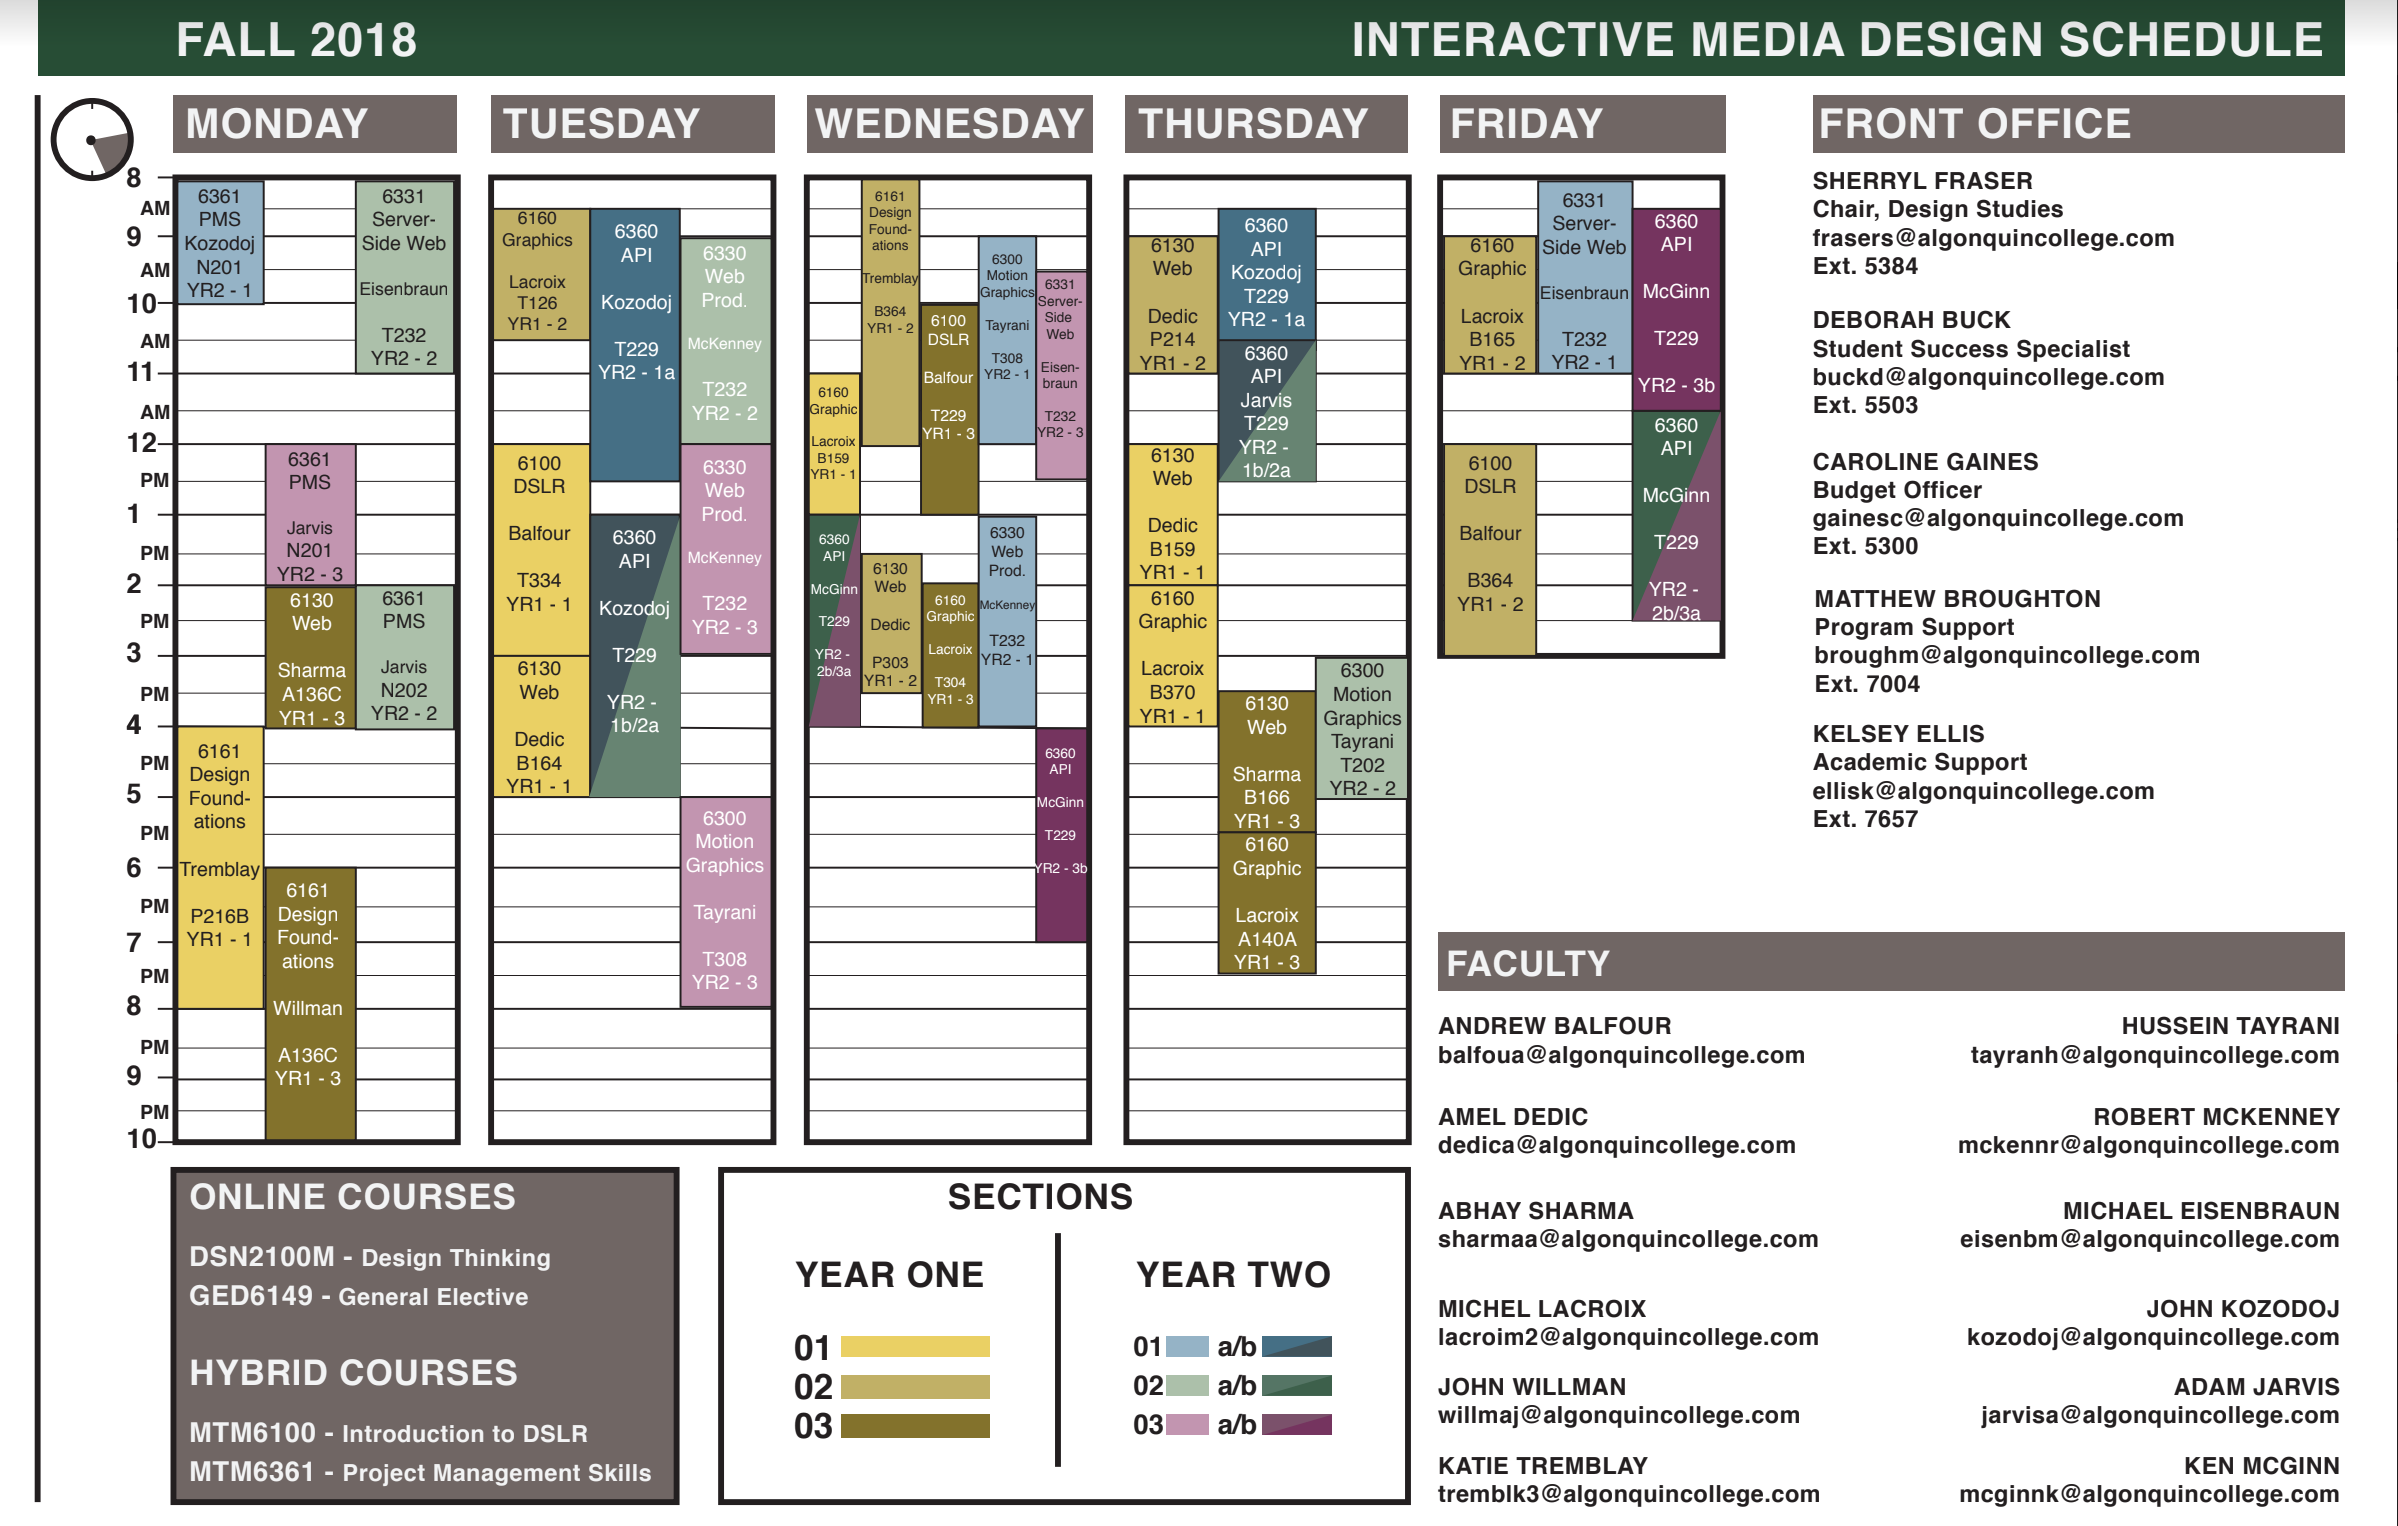 FALL 2018
INTERACTIVE MEDIA DESIGN SCHEDULE
MONDAY
TUESDAY
WEDNESDAY
THURSDAY
FRIDAY
8
AM
9
AM
10
AM
11
AM
12
PM
1
PM
2
PM
3
PM
4
PM
5
PM
6
PM
7
PM
8
PM
9
PM
10
6361
PMS
Kozodoj
N201
YR2 - 1
6161
Design
Found-
ations
Tremblay
P216B
YR1 - 1
6361
PMS
Jarvis
N201
YR2 - 3
6130
Web
Sharma
A136C
YR1 - 3
6161
Design
Found-
ations
Willman
A136C
YR1 - 3
6331
Server-
Side Web
Eisenbraun
T232
YR2 - 2
6361
PMS
Jarvis
N202
YR2 - 2
6160
Graphics
Lacroix
T126
YR1 - 2
6100
DSLR
Balfour
T334
YR1 - 1
6130
Web
Dedic
B164
YR1 - 1
6360
API
Kozodoj
T229
YR2 - 1a
6360
API
Kozodoj
T229
YR2 -
1b/2a
6330
Web
Prod.
McKenney
T232
YR2 - 2
6330
Web
Prod.
McKenney
T232
YR2 - 3
6300
Motion
Graphics
Tayrani
T308
YR2 - 3
6160
Graphic
Lacroix
B159
YR1 - 1
6360
API
McGinn
T229
YR2 -
2b/3a
6161
Design
Found-
ations
Tremblay
B364
YR1 - 2
6130
Web
Dedic
P303
YR1 - 2
6100
DSLR
Balfour
T229
YR1 - 3
6160
Graphic
Lacroix
T304
YR1 - 3
6300
Motion
Graphics
Tayrani
T308
YR2 - 1
6330
Web
Prod.
McKenney
T232
YR2 - 1
6331
Server-
Side
Web
Eisen-
braun
T232
YR2 - 3
6360
API
McGinn
T229
YR2 - 3b
6130
Web
Dedic
P214
YR1 - 2
6130
Web
Dedic
B159
YR1 - 1
6160
Graphic
Lacroix
B370
YR1 - 1
6360
API
Kozodoj
T229
YR2 - 1a
6360
API
Jarvis
T229
YR2 -
1b/2a
6130
Web
Sharma
B166
YR1 - 3
6160
Graphic
Lacroix
A140A
YR1 - 3
6300
Motion
Graphics
Tayrani
T202
YR2 - 2
6160
Graphic
Lacroix
B165
YR1 - 2
6100
DSLR
Balfour
B364
YR1 - 2
6331
Server-
Side Web
Eisenbraun
T232
YR2 - 1
6360
API
McGinn
T229
YR2 - 3b
6360
API
McGinn
T229
YR2 -
2b/3a
FRONT OFFICE
SHERRYL FRASER
Chair, Design Studies
frasers@algonquincollege.com
Ext. 5384
DEBORAH BUCK
Student Success Specialist
buckd@algonquincollege.com
Ext. 5503
CAROLINE GAINES
Budget Officer
gainesc@algonquincollege.com
Ext. 5300
MATTHEW BROUGHTON
Program Support
broughm@algonquincollege.com
Ext. 7004
KELSEY ELLIS
Academic Support
ellisk@algonquincollege.com
Ext. 7657
FACULTY
ANDREW BALFOUR
balfoua@algonquincollege.com
AMEL DEDIC
dedica@algonquincollege.com
ABHAY SHARMA
sharmaa@algonquincollege.com
MICHEL LACROIX
lacroim2@algonquincollege.com
JOHN WILLMAN
willmaj@algonquincollege.com
KATIE TREMBLAY
tremblk3@algonquincollege.com
HUSSEIN TAYRANI
tayranh@algonquincollege.com
ROBERT MCKENNEY
mckennr@algonquincollege.com
MICHAEL EISENBRAUN
eisenbm@algonquincollege.com
JOHN KOZODOJ
kozodoj@algonquincollege.com
ADAM JARVIS
jarvisa@algonquincollege.com
KEN MCGINN
mcginnk@algonquincollege.com
ONLINE COURSES
DSN2100M - Design Thinking
GED6149 - General Elective
HYBRID COURSES
MTM6100 - Introduction to DSLR
MTM6361 - Project Management Skills
SECTIONS
YEAR ONE
01
02
03
YEAR TWO
01 a/b
02 a/b
03 a/b